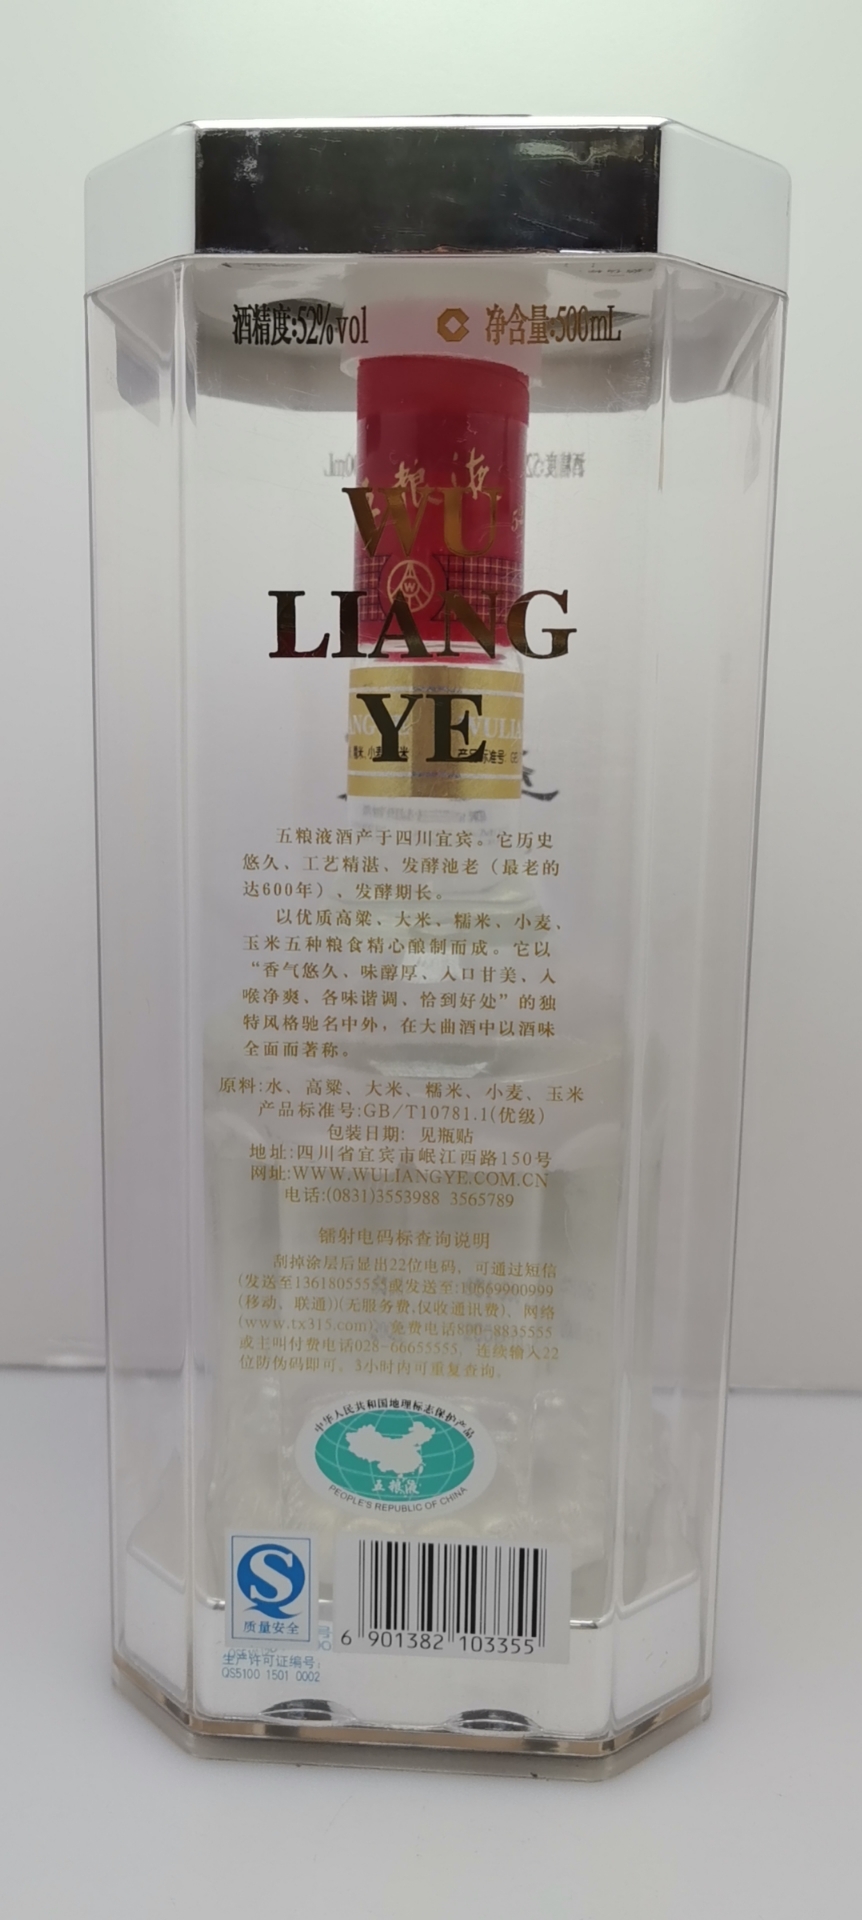 酒精度:52%vol 净含量:500mL
WU
LIANG
YE
五粮液酒产于四川宜宾。它历史
悠久、工艺精湛、发酵池老（最老的
达600年）、发酵期长。
以优质高粱、大米、糯米、小麦、
玉米五种粮食精心酿制而成。它以
“香气悠久、味醇厚、入口甘美、入
喉净爽、各味谐调、恰到好处”的独
特风格驰名中外，在大曲酒中以酒味
全面而著称。
原料:水、高粱、大米、糯米、小麦、玉米
产品标准号:GB/T10781.1(优级)
包装日期: 见瓶贴
地址:四川省宜宾市岷江西路150号
网址:WWW.WULIANGYE.COM.CN
电话:(0831)3553988 3565789
镭射电码标查询说明
刮掉涂层后显出22位电码, 可通过短信
(发送至13618055555或发送至:10669900999
(移动、联通))(无服务费,仅收通讯费)、网络
(www.tx315.com)、免费电话800-8835555
或主叫付费电话028-66655555, 连续输入22
位防伪码即可, 3小时内可重复查询。
中华人民共和国地理标志保护产品
五粮液
PEOPLE'S REPUBLIC OF CHINA
质量安全
生产许可证编号:
QS5100 1501 0002
6 901382 103355